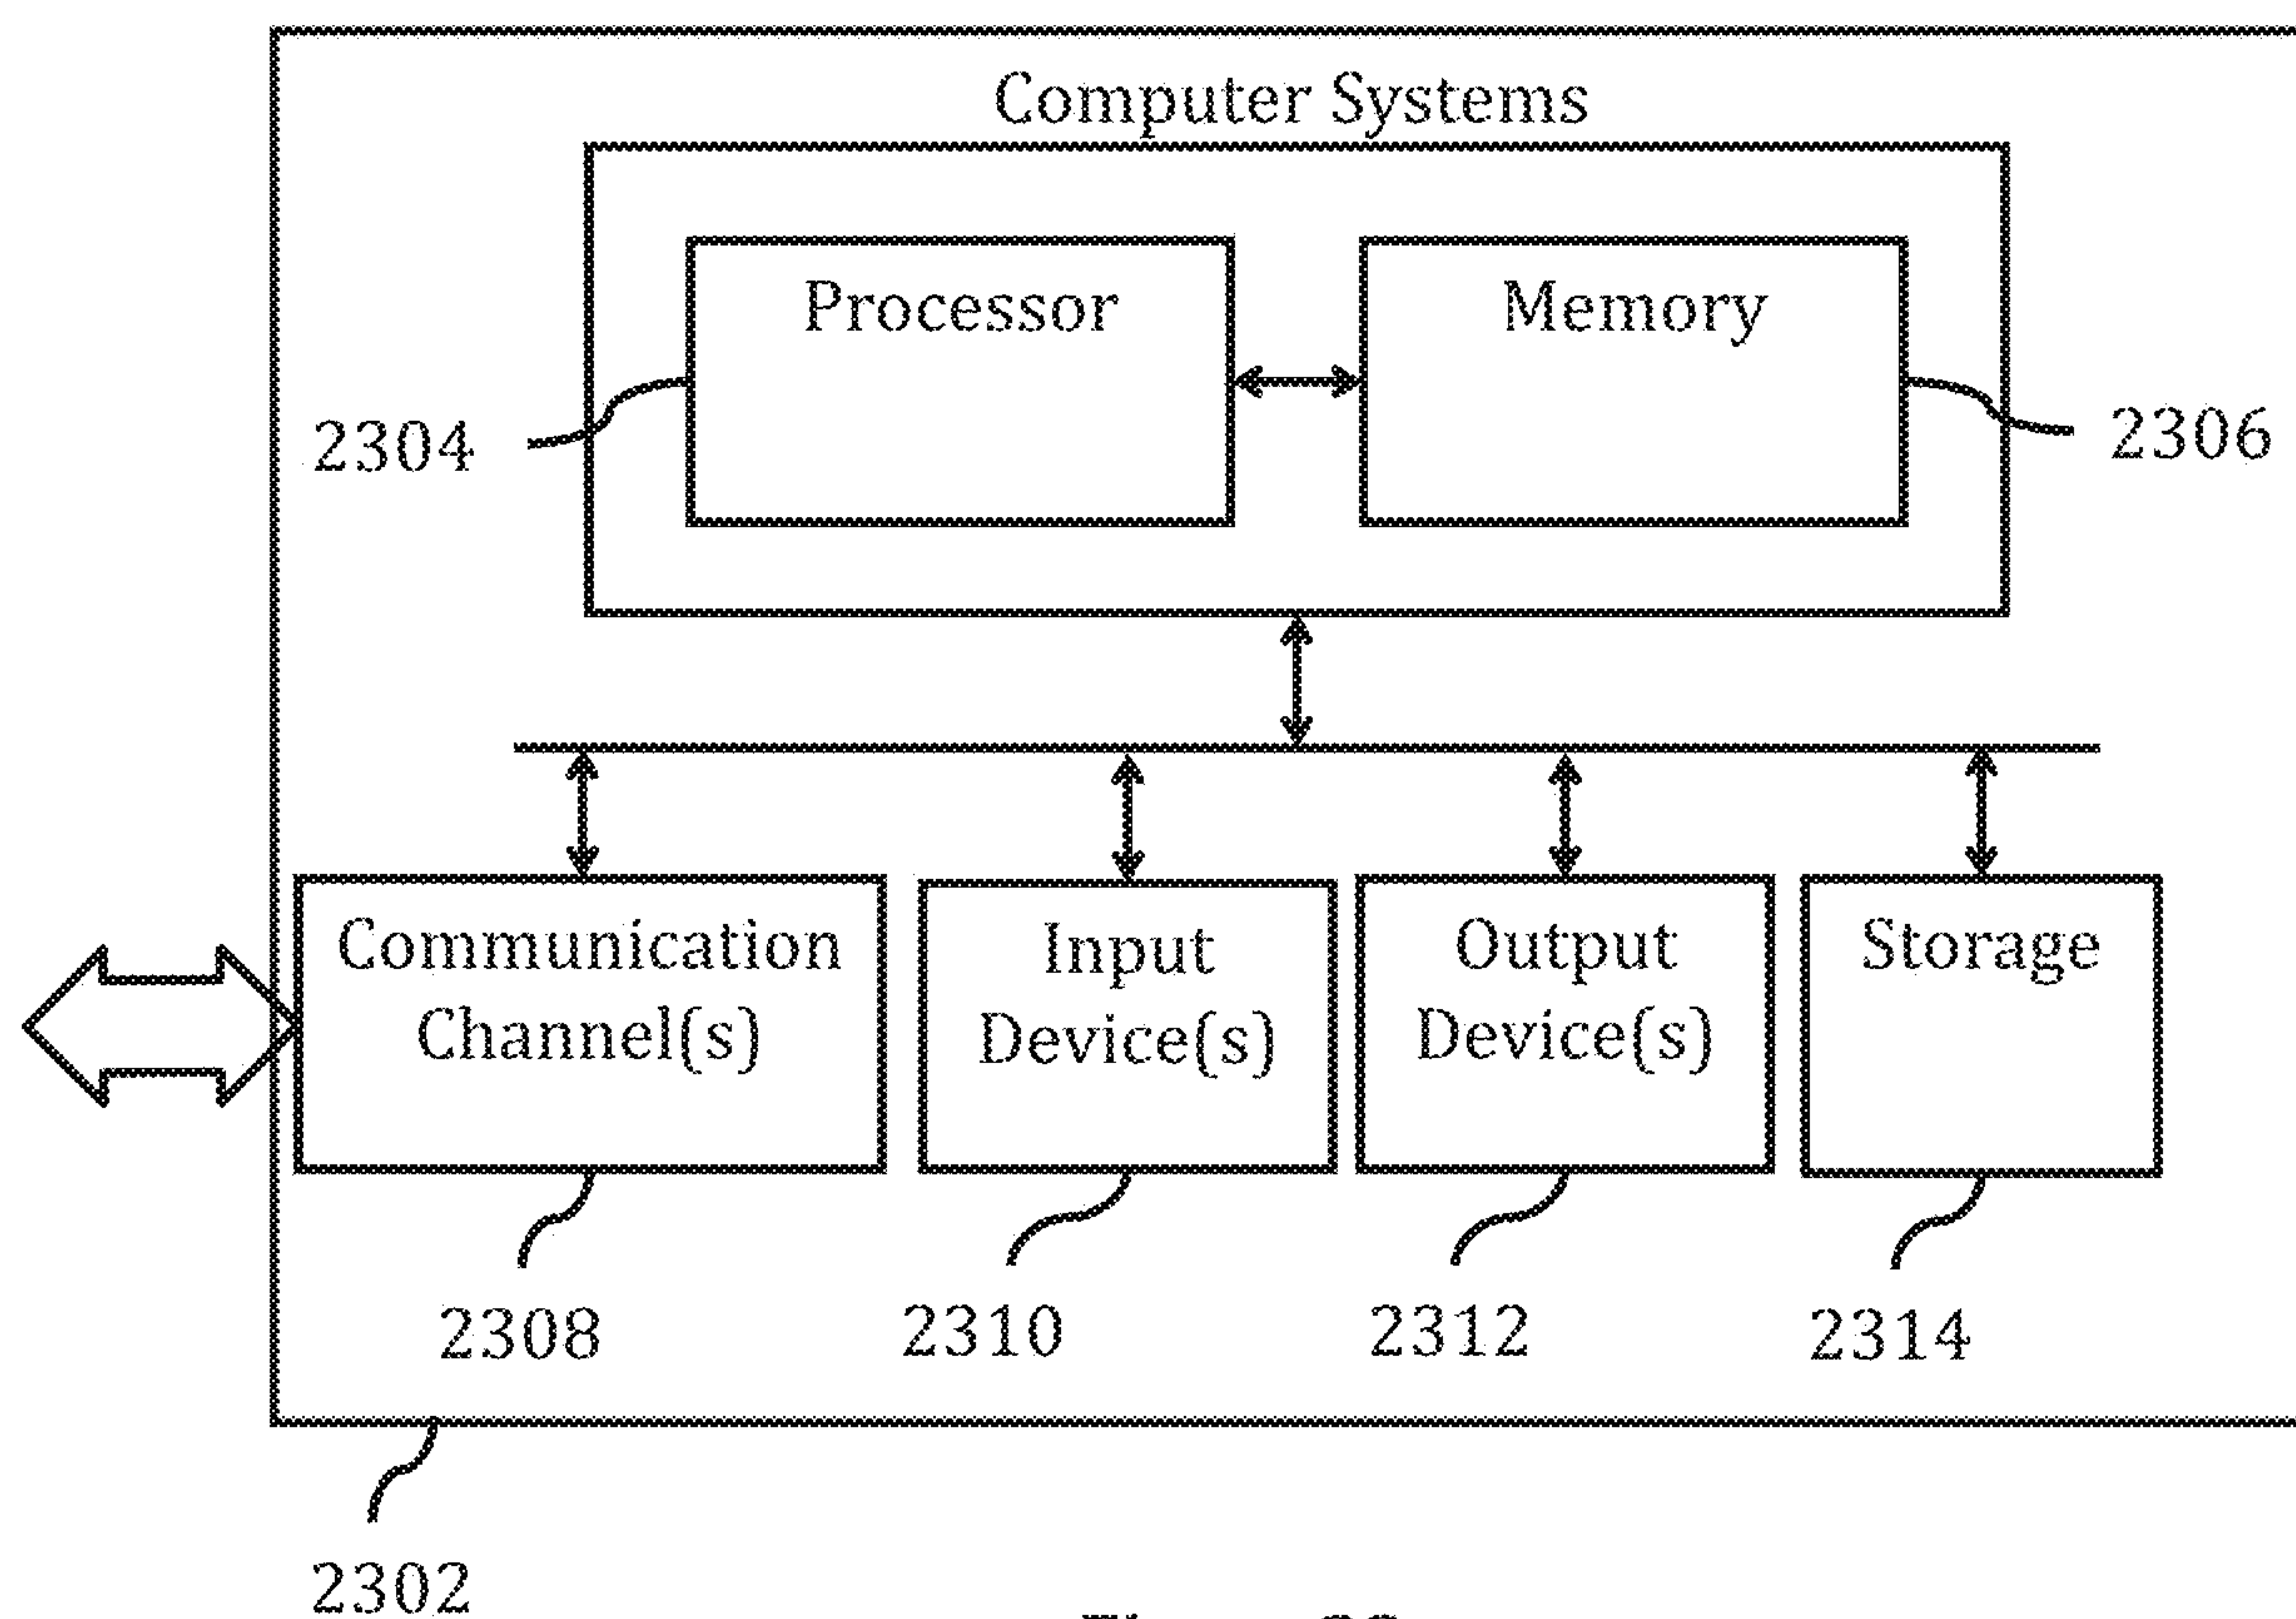 Computer Systems
Processor
Memory
2304
2306
Communication
Channel(s)
Input
Device(s)
Output
Device(s)
Storage
2308
2310
2312
2314
2302